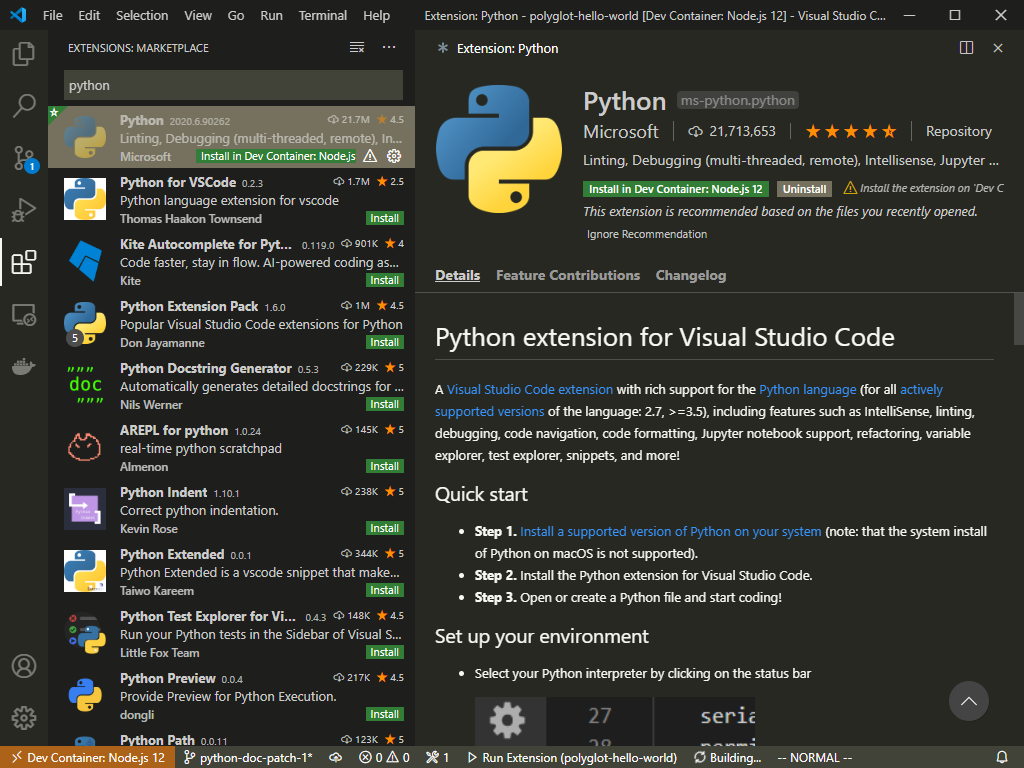 File Edit Selection View Go Run Terminal Help Extension: Python - polyglot-hello-world [Dev Container: Node.js 12] - Visual Studio C...
EXTENSIONS: MARKETPLACE
python
Python 2020.6.90262 21.7M 4.5
Linting, Debugging (multi-threaded, remote), In...
Microsoft Install in Dev Container: Node.js
Python for VSCode 0.2.3 1.7M 2.5
Python language extension for vscode
Thomas Haakon Townsend Install
Kite Autocomplete for Pyt... 0.119.0 901K 4
Code faster, stay in flow. AI-powered coding as...
Kite Install
Python Extension Pack 1.6.0 1M 4.5
5
Popular Visual Studio Code extensions for Python
Don Jayamanne Install
Python Docstring Generator 0.5.3 229K 5
""" doc """
Automatically generates detailed docstrings for ...
Nils Werner Install
AREPL for python 1.0.24 145K 5
real-time python scratchpad
Almenon Install
Python Indent 1.10.1 238K 5
Correct python indentation.
Kevin Rose Install
Python Extended 0.0.1 344K 5
Python Extended is a vscode snippet that make...
Taiwo Kareem Install
Python Test Explorer for Vi... 0.4.3 148K 4.5
Run your Python tests in the Sidebar of Visual S...
Little Fox Team Install
Python Preview 0.0.4 217K 4.5
Provide Preview for Python Execution.
dongli Install
Python Path 0.0.11 123K 5
1
Extension: Python
Python ms-python.python
Microsoft 21,713,653 Repository
Linting, Debugging (multi-threaded, remote), Intellisense, Jupyter ...
Install in Dev Container: Node.js 12 Uninstall Install the extension on 'Dev C
This extension is recommended based on the files you recently opened.
Ignore Recommendation
Details Feature Contributions Changelog
Python extension for Visual Studio Code
A Visual Studio Code extension with rich support for the Python language (for all actively
supported versions of the language: 2.7, >=3.5), including features such as IntelliSense, linting,
debugging, code navigation, code formatting, Jupyter notebook support, refactoring, variable
explorer, test explorer, snippets, and more!
Quick start
• Step 1. Install a supported version of Python on your system (note: that the system install
of Python on macOS is not supported).
• Step 2. Install the Python extension for Visual Studio Code.
• Step 3. Open or create a Python file and start coding!
Set up your environment
• Select your Python interpreter by clicking on the status bar
27 seria
28
Dev Container: Node.js 12 python-doc-patch-1* 0 0 1 Run Extension (polyglot-hello-world) Building... -- NORMAL --